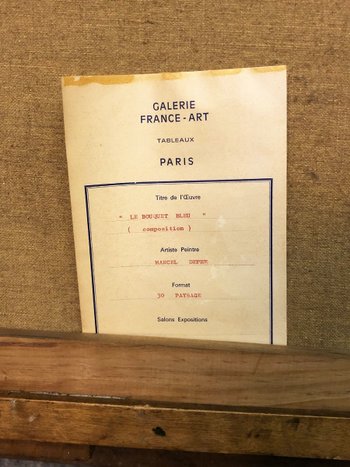 GALERIE
FRANCE - ART
TABLEAUX
PARIS
Titre de l'Œuvre
" LE BOUQUET BLEU "
( composition )
Artiste Peintre
MARCEL DEPRE
Format
30 PAYSAGE
Salons Expositions